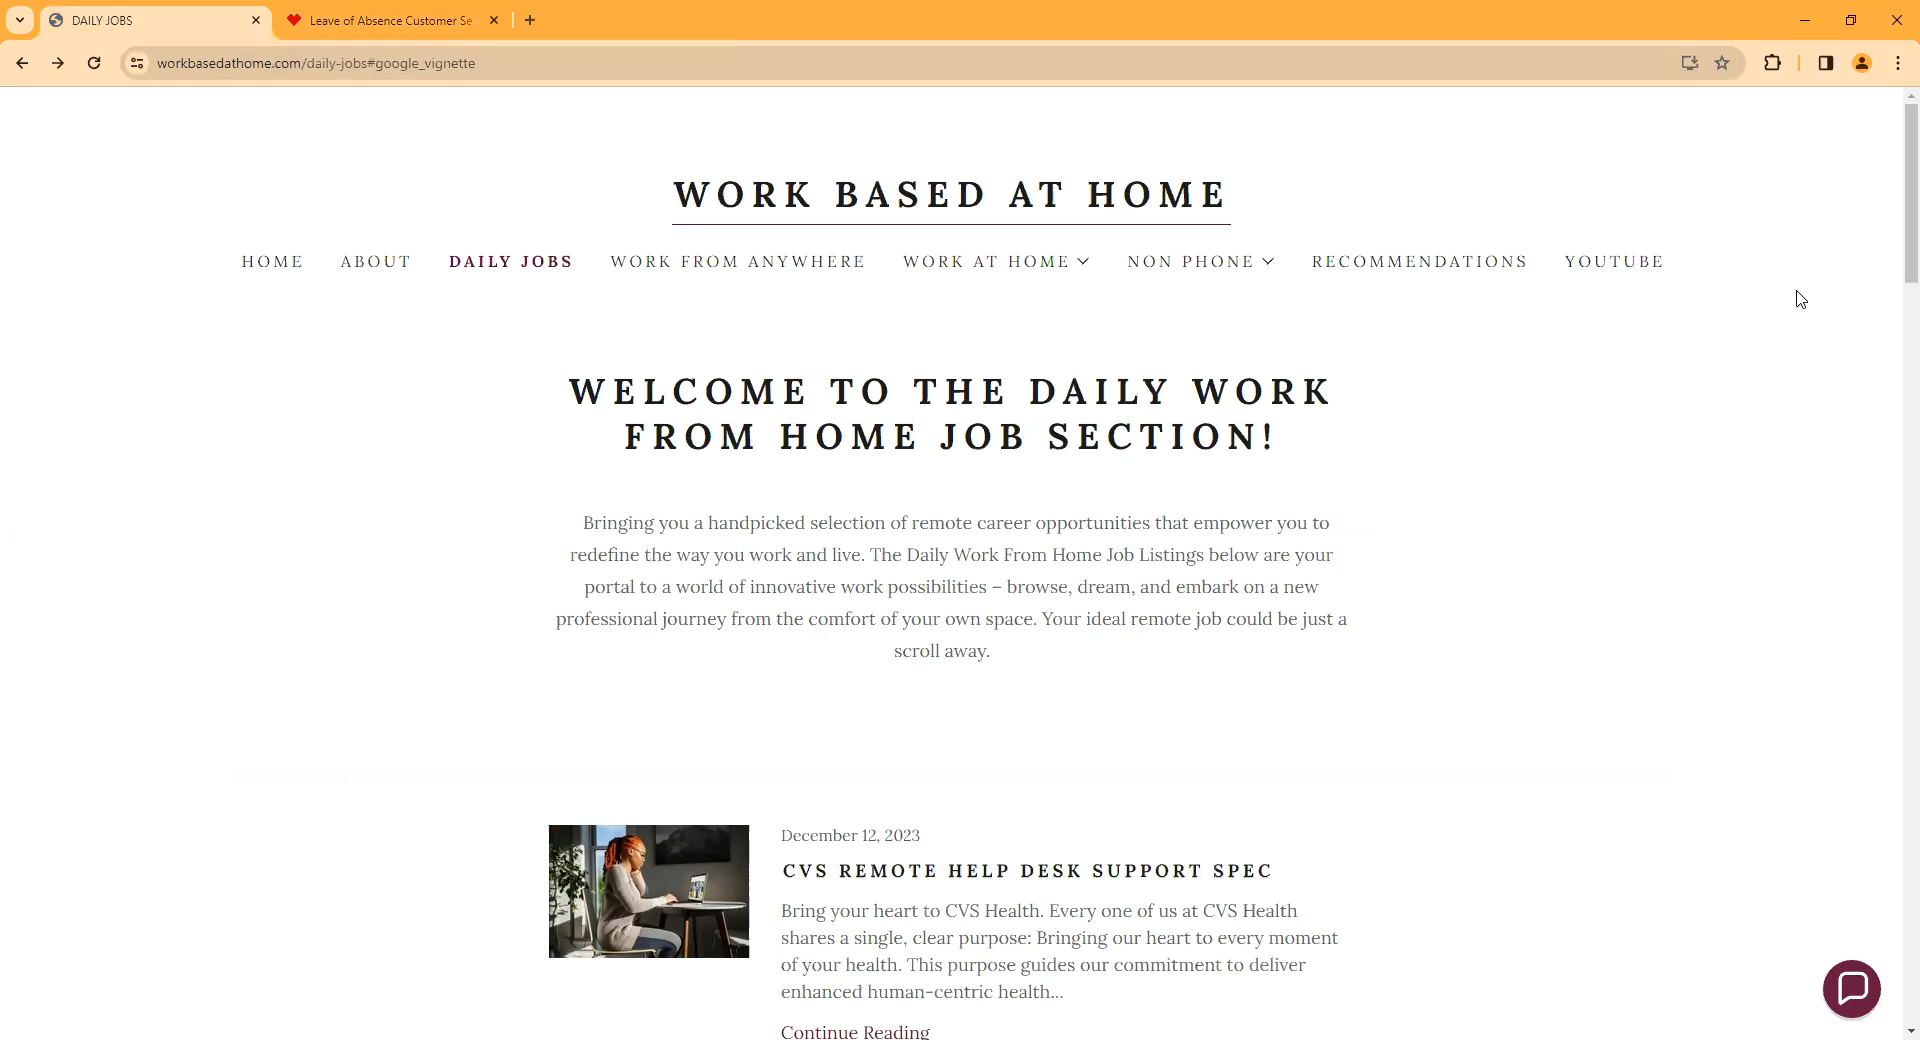 DAILY JOBS
Leave of Absence Customer Se
workbasedathome.com/daily-jobs#google_vignette
WORK BASED AT HOME
HOME ABOUT DAILY JOBS WORK FROM ANYWHERE WORK AT HOME NON PHONE RECOMMENDATIONS YOUTUBE
WELCOME TO THE DAILY WORK
FROM HOME JOB SECTION!
Bringing you a handpicked selection of remote career opportunities that empower you to
redefine the way you work and live. The Daily Work From Home Job Listings below are your
portal to a world of innovative work possibilities – browse, dream, and embark on a new
professional journey from the comfort of your own space. Your ideal remote job could be just a
scroll away.
December 12, 2023
CVS REMOTE HELP DESK SUPPORT SPEC
Bring your heart to CVS Health. Every one of us at CVS Health
shares a single, clear purpose: Bringing our heart to every moment
of your health. This purpose guides our commitment to deliver
enhanced human-centric health...
Continue Reading